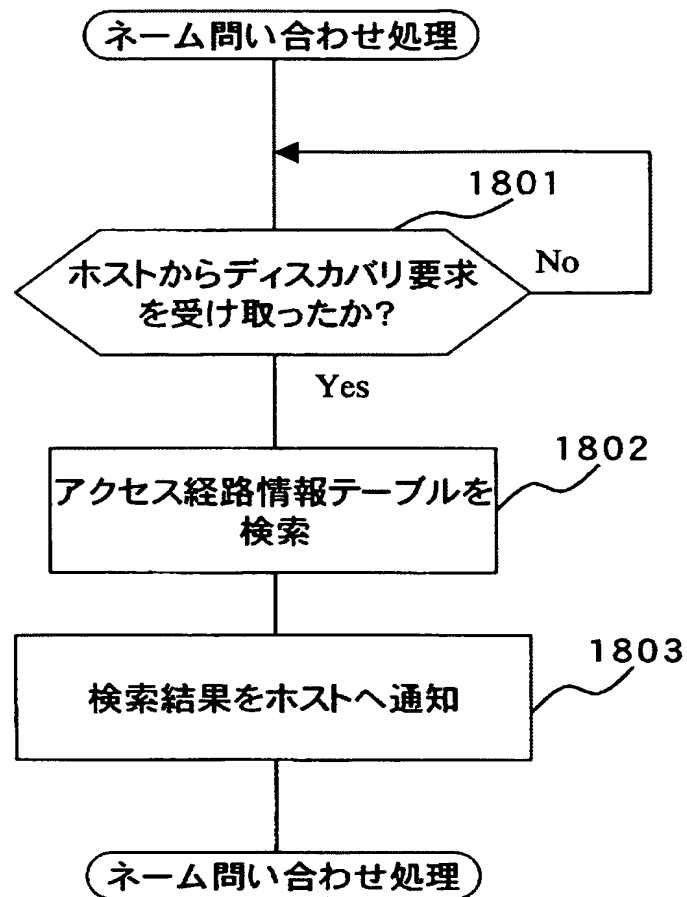 ネーム問い合わせ処理
1801
ホストからディスカバリ要求
を受け取ったか?
No
Yes
1802
アクセス経路情報テーブルを
検索
1803
検索結果をホストへ通知
ネーム問い合わせ処理